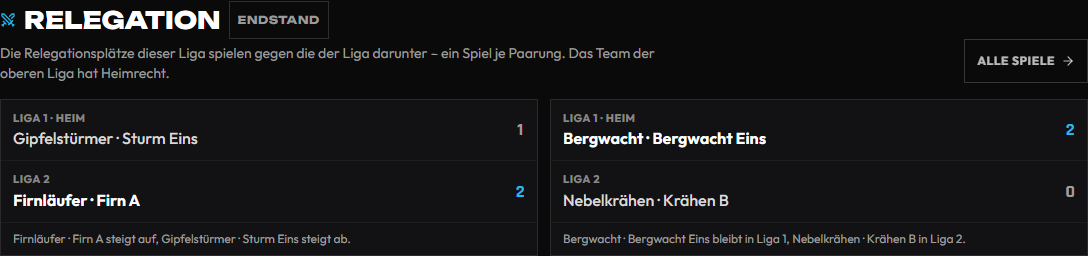 RELEGATION ENDSTAND
Die Relegationsplätze dieser Liga spielen gegen die der Liga darunter – ein Spiel je Paarung. Das Team der
oberen Liga hat Heimrecht.
ALLE SPIELE →
LIGA 1 · HEIM
Gipfelstürmer · Sturm Eins 1
LIGA 2
Firnläufer · Firn A 2
Firnläufer · Firn A steigt auf, Gipfelstürmer · Sturm Eins steigt ab.
LIGA 1 · HEIM
Bergwacht · Bergwacht Eins 2
LIGA 2
Nebelkrähen · Krähen B 0
Bergwacht · Bergwacht Eins bleibt in Liga 1, Nebelkrähen · Krähen B in Liga 2.